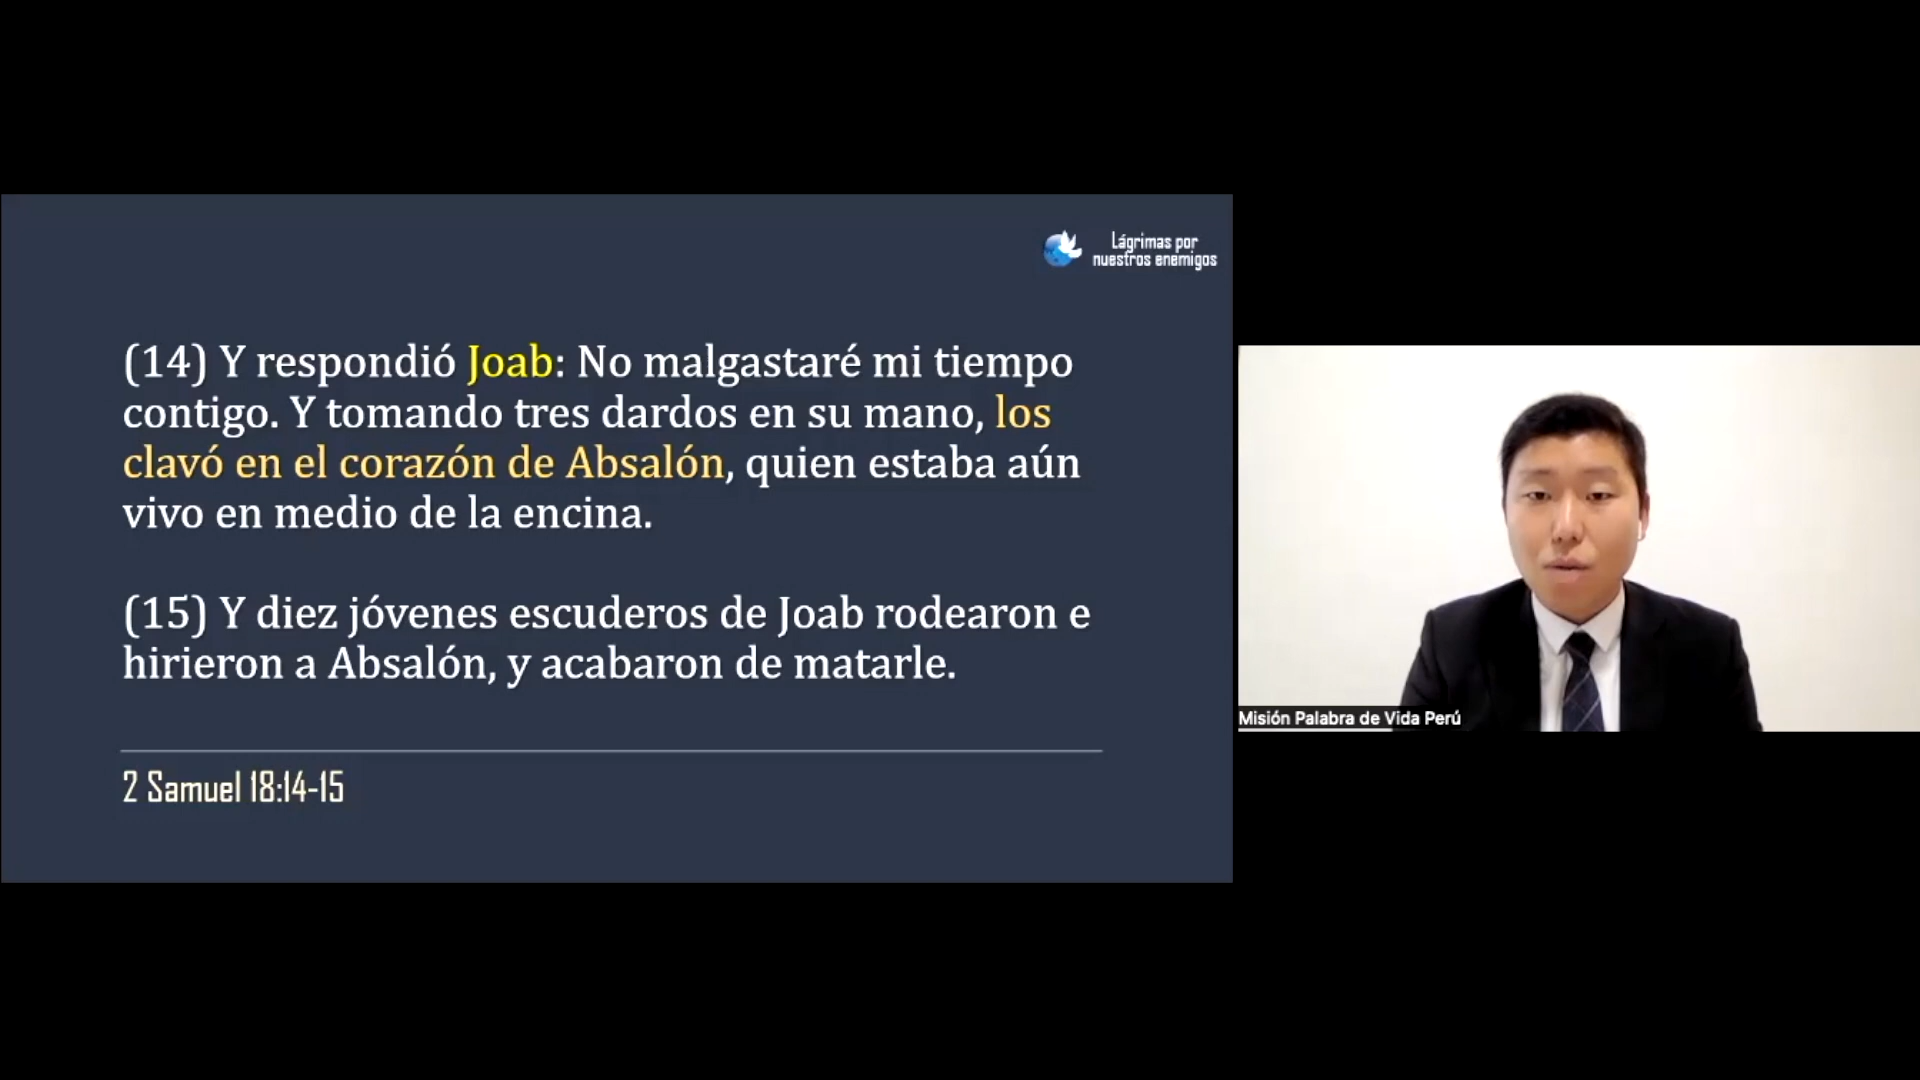 Lágrimas por
nuestros enemigos
(14) Y respondió Joab: No malgastaré mi tiempo
contigo. Y tomando tres dardos en su mano, los
clavó en el corazón de Absalón, quien estaba aún
vivo en medio de la encina.
(15) Y diez jóvenes escuderos de Joab rodearon e
hirieron a Absalón, y acabaron de matarle.
2 Samuel 18:14-15
Misión Palabra de Vida Perú